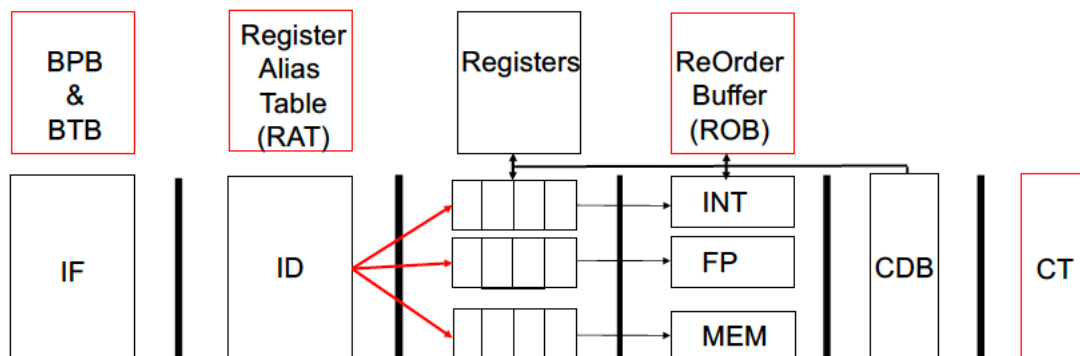 BPB
&
BTB
Register
Alias
Table
(RAT)
Registers
ReOrder
Buffer
(ROB)
IF
ID
INT
FP
MEM
CDB
CT